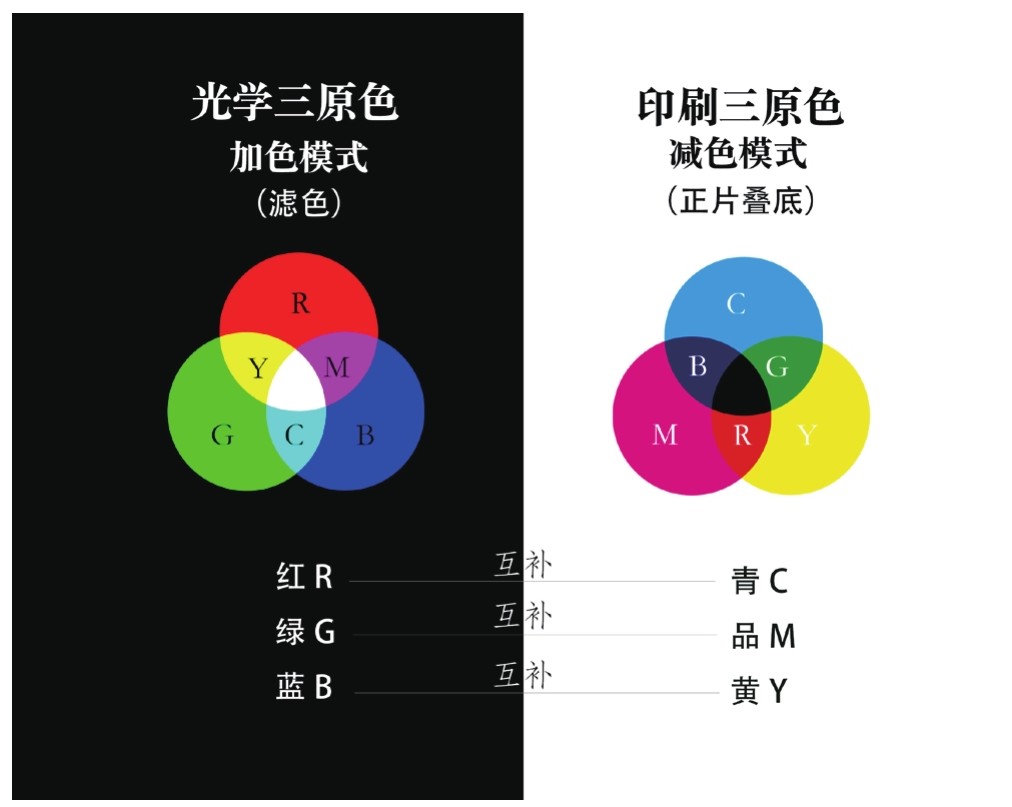 光学三原色
加色模式
（滤色）
R
Y M
G C B
印刷三原色
减色模式
（正片叠底）
C
B G
M R Y
红 R 互补 青 C
绿 G 互补 品 M
蓝 B 互补 黄 Y